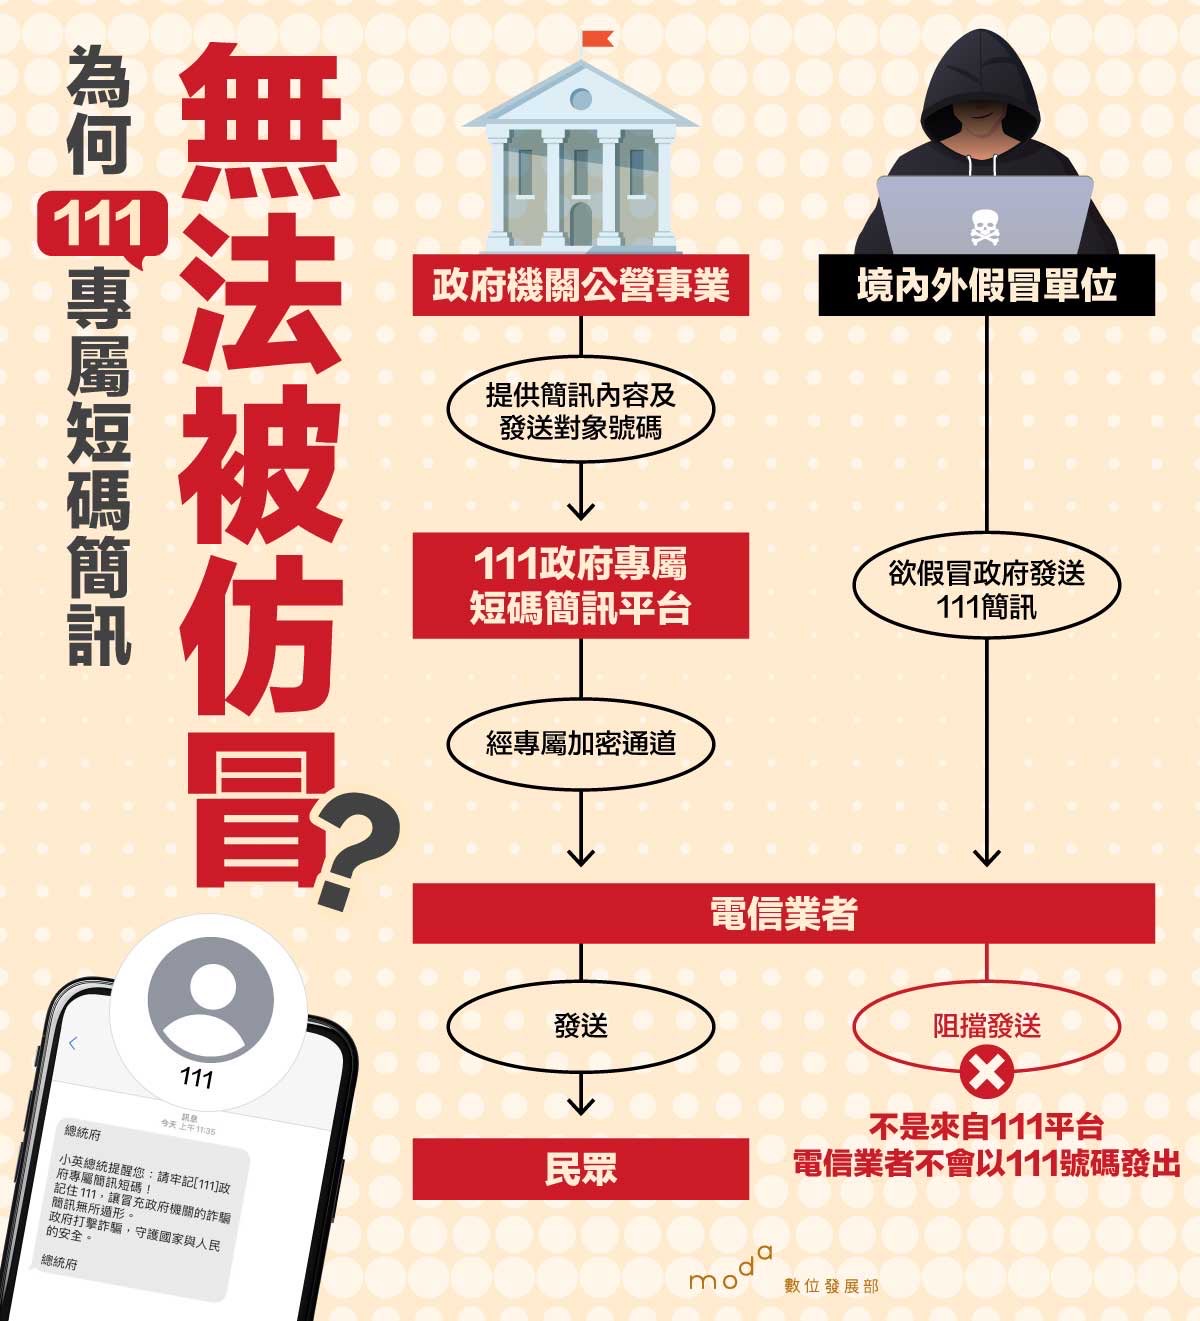 為何111專屬短碼簡訊
無法被仿冒?
政府機關公營事業
境內外假冒單位
提供簡訊內容及
發送對象號碼
111政府專屬
短碼簡訊平台
欲假冒政府發送
111簡訊
經專屬加密通道
電信業者
發送
阻擋發送
不是來自111平台
電信業者不會以111號碼發出
民眾
111
訊息
今天 上午11:35
總統府
小英總統提醒您：請牢記[111]政
府專屬簡訊短碼！
記住111，讓冒充政府機關的詐騙
簡訊無所遁形。
政府打擊詐騙，守護國家與人民
的安全。
總統府
moda
數位發展部